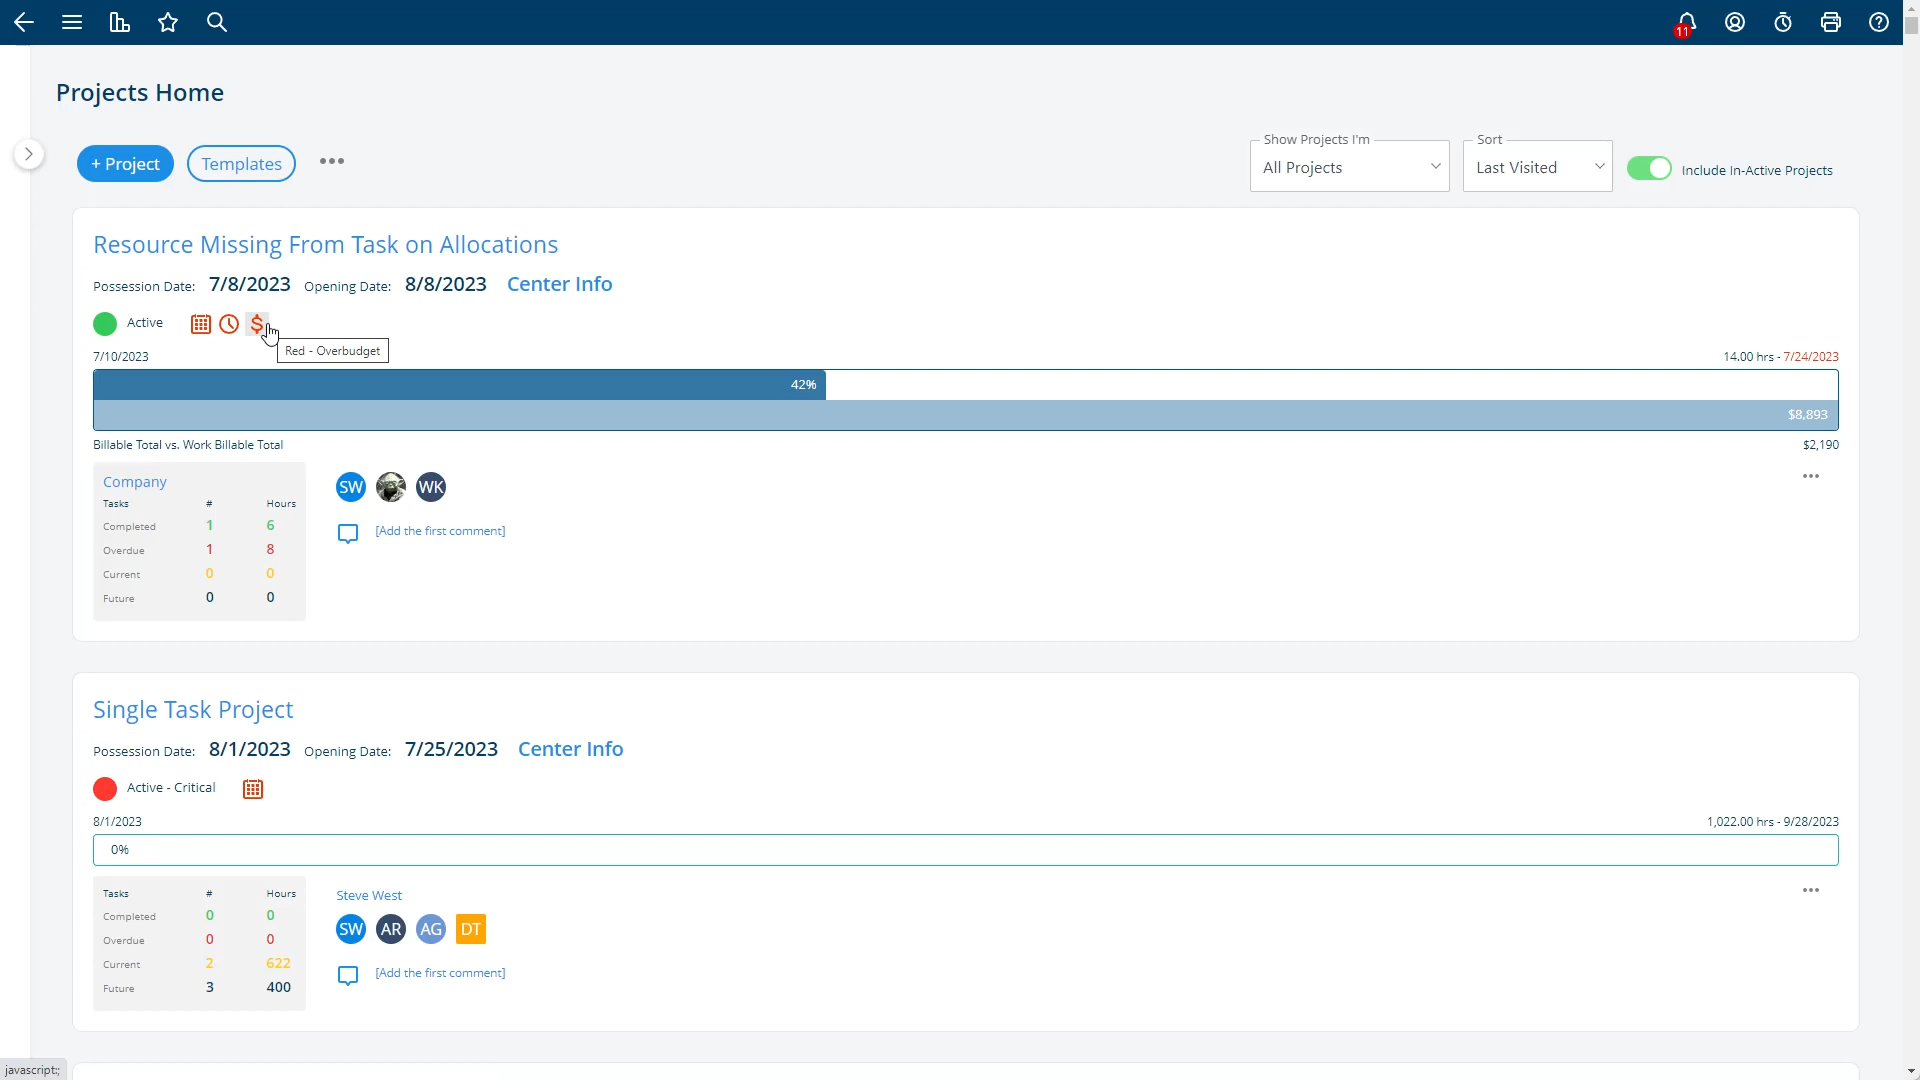 11
Projects Home
+ Project
Templates
Show Projects I'm
All Projects
Sort
Last Visited
Include In-Active Projects
Resource Missing From Task on Allocations
Possession Date: 7/8/2023 Opening Date: 8/8/2023 Center Info
Active
$
Red - Overbudget
7/10/2023
14.00 hrs - 7/24/2023
42%
$8,893
Billable Total vs. Work Billable Total
$2,190
Company
Tasks # Hours
Completed 1 6
Overdue 1 8
Current 0 0
Future 0 0
SW WK
[Add the first comment]
Single Task Project
Possession Date: 8/1/2023 Opening Date: 7/25/2023 Center Info
Active - Critical
8/1/2023
1,022.00 hrs - 9/28/2023
0%
Tasks # Hours
Completed 0 0
Overdue 0 0
Current 2 622
Future 3 400
Steve West
SW AR AG DT
[Add the first comment]
javascript:;